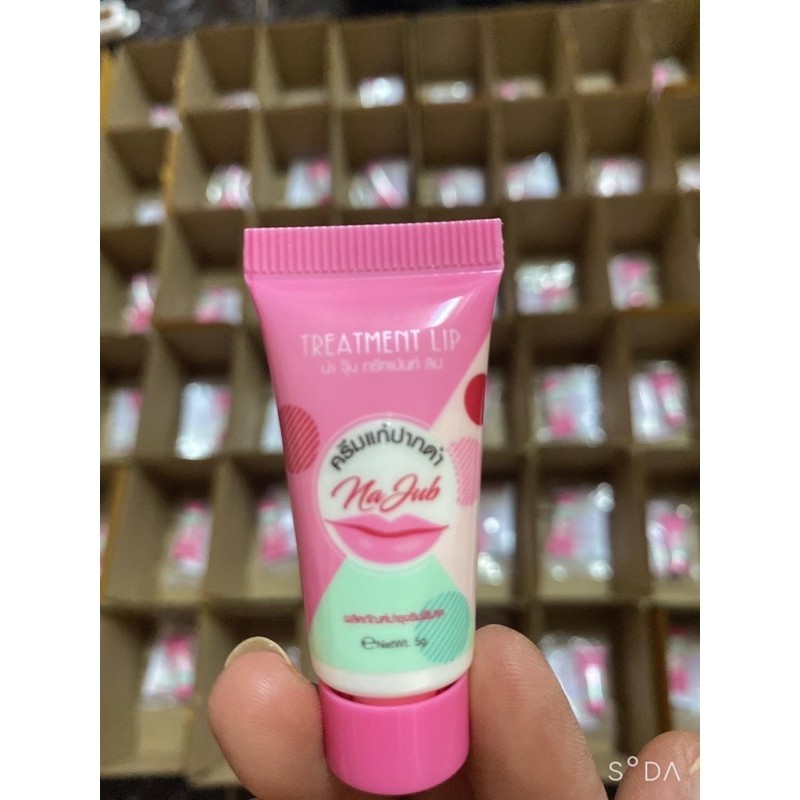 TREATMENT LIP
นา จุ๊บ ทรีทเม้นท์ ลิป
ครีมแก้ปากดำ
NaJub
ผลิตภัณฑ์บำรุงริมฝีปาก
℮ NetWt. 5g.
S°DA